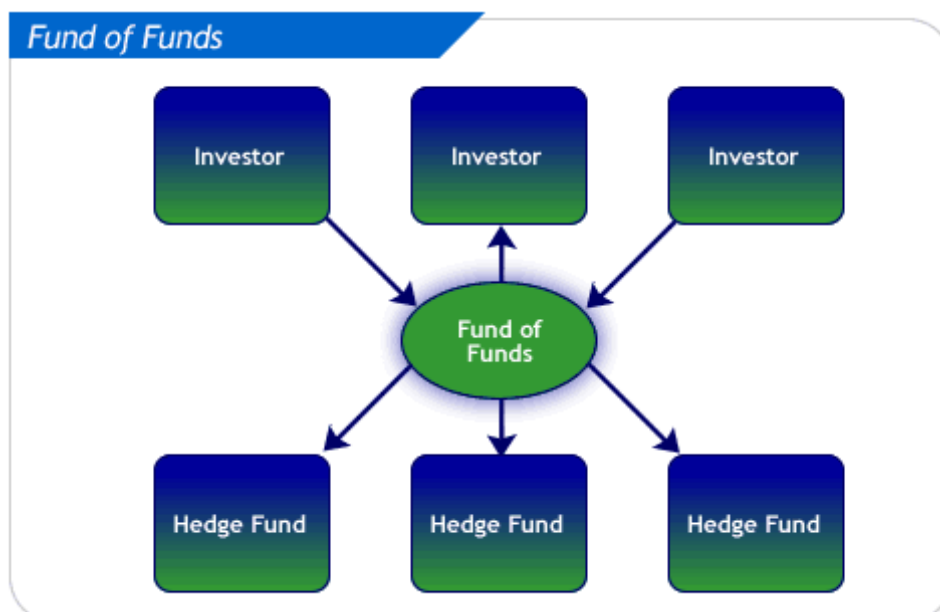 Fund of Funds
Investor
Investor
Investor
Fund of
Funds
Hedge Fund
Hedge Fund
Hedge Fund